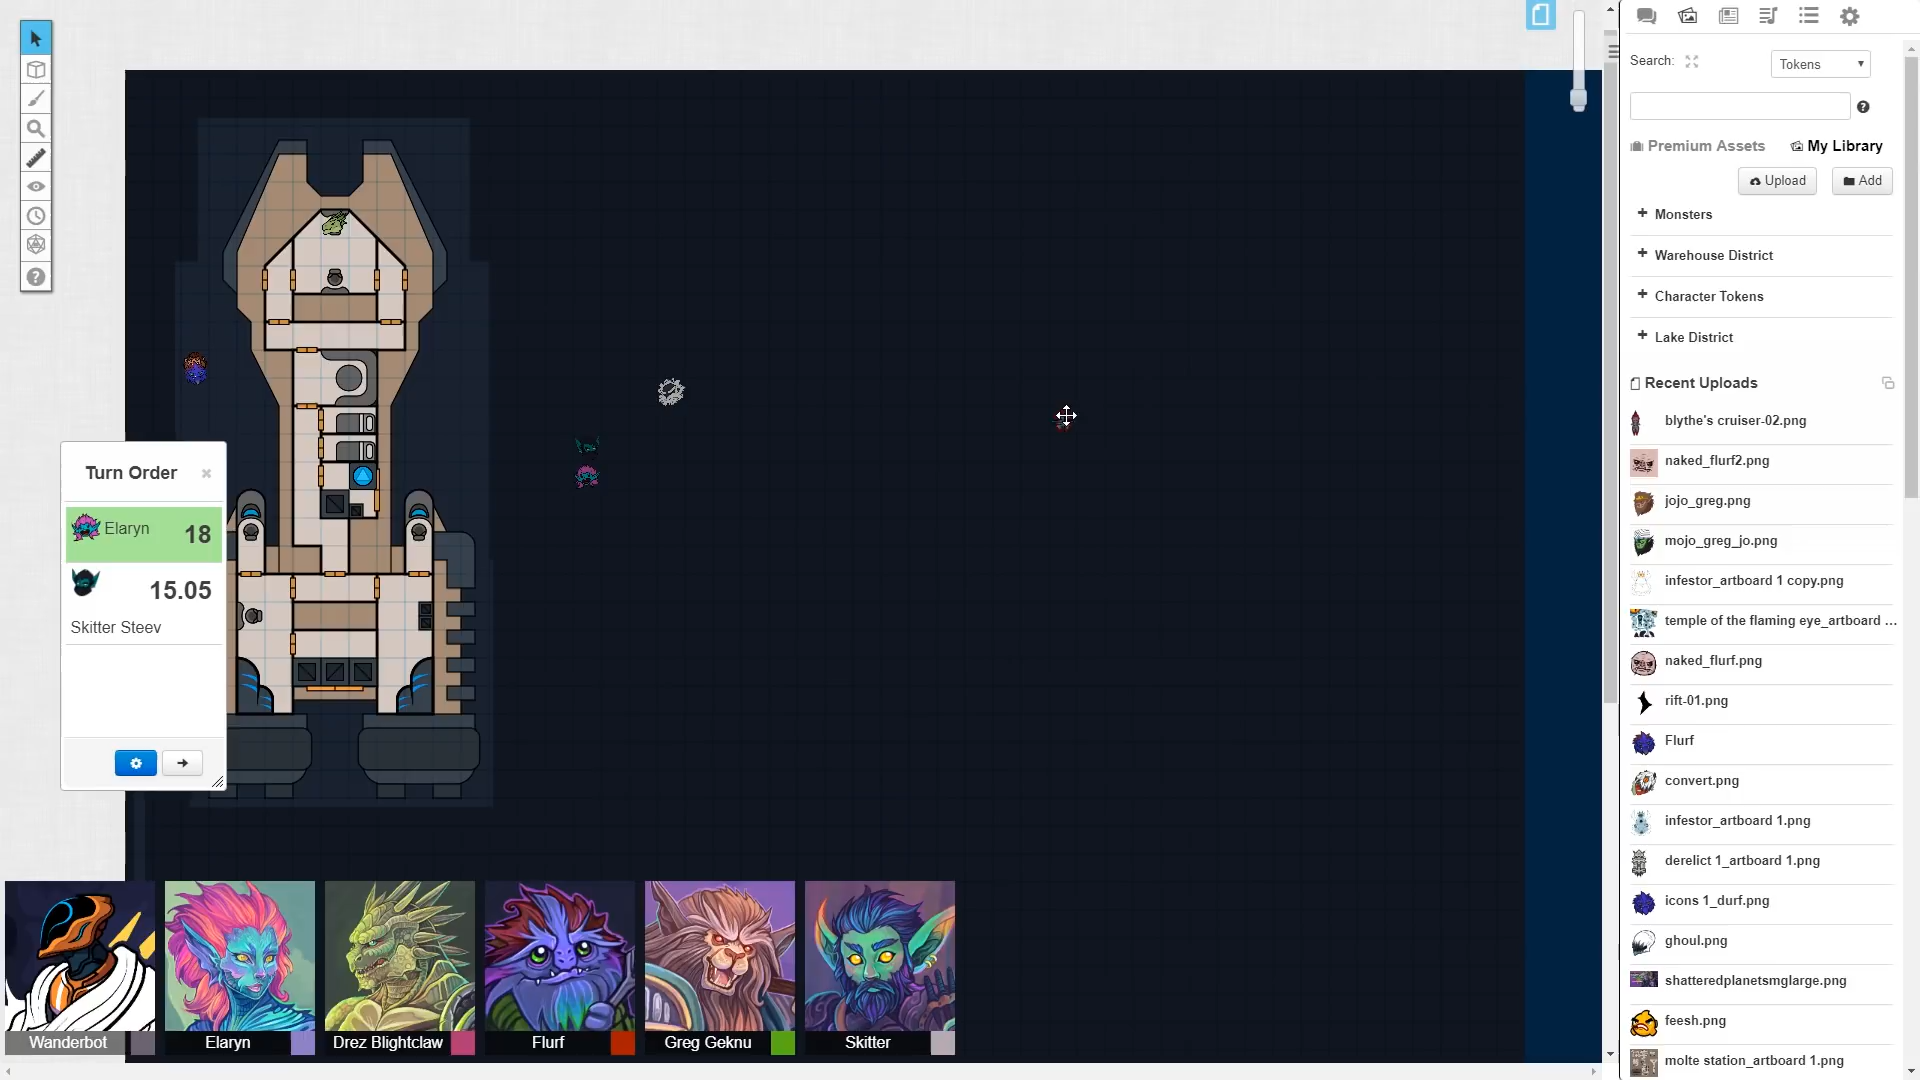 Search:
Tokens
Premium Assets
My Library
Upload
Add
Monsters
Warehouse District
Character Tokens
Lake District
Recent Uploads
blythe's cruiser-02.png
naked_flurf2.png
jojo_greg.png
mojo_greg_jo.png
infestor_artboard 1 copy.png
temple of the flaming eye_artboard ...
naked_flurf.png
rift-01.png
Flurf
convert.png
infestor_artboard 1.png
derelict 1_artboard 1.png
icons 1_durf.png
ghoul.png
shatteredplanetsmglarge.png
feesh.png
molte station_artboard 1.png
Turn Order
Elaryn 18
15.05
Skitter Steev
Wanderbot
Elaryn
Drez Blightclaw
Flurf
Greg Geknu
Skitter